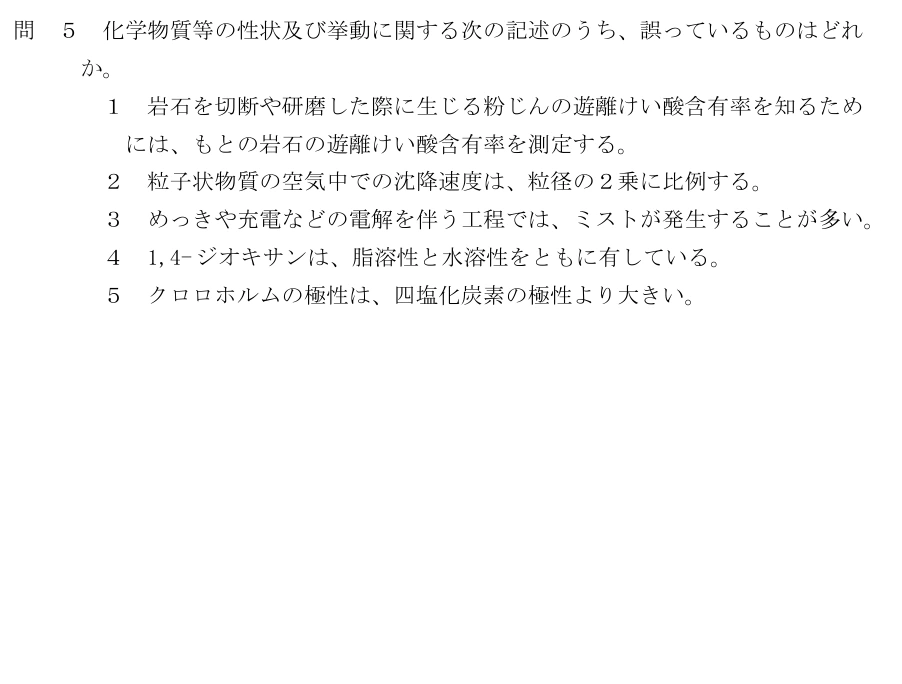 問　５　化学物質等の性状及び挙動に関する次の記述のうち、誤っているものはどれ
か。
１　岩石を切断や研磨した際に生じる粉じんの遊離けい酸含有率を知るため
には、もとの岩石の遊離けい酸含有率を測定する。
２　粒子状物質の空気中での沈降速度は、粒径の２乗に比例する。
３　めっきや充電などの電解を伴う工程では、ミストが発生することが多い。
４　1,4-ジオキサンは、脂溶性と水溶性をともに有している。
５　クロロホルムの極性は、四塩化炭素の極性より大きい。